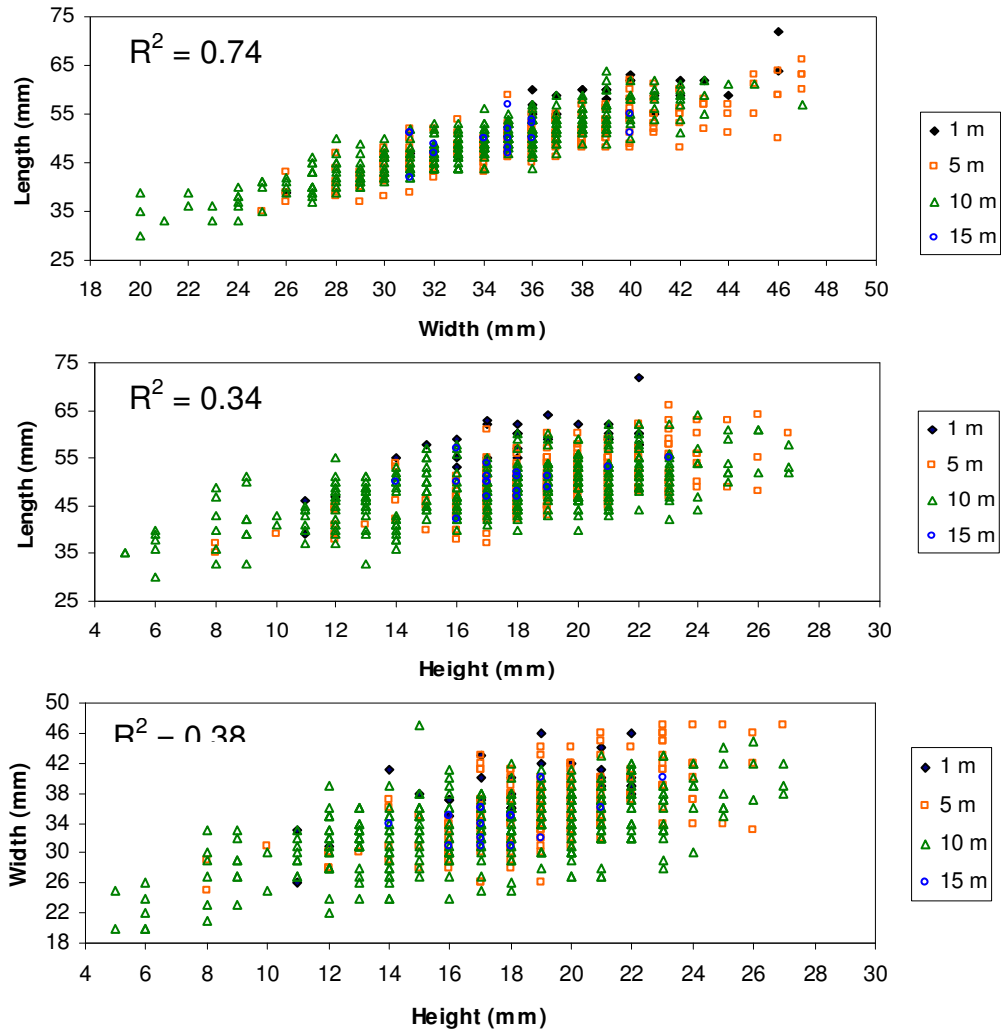 R² = 0.74
75
65
55
45
35
25
Length (mm)
18 20 22 24 26 28 30 32 34 36 38 40 42 44 46 48 50
Width (mm)
1 m
5 m
10 m
15 m
R² = 0.34
75
65
55
45
35
25
Length (mm)
4 6 8 10 12 14 16 18 20 22 24 26 28 30
Height (mm)
1 m
5 m
10 m
15 m
R² = 0.38
50
46
42
38
34
30
26
22
18
Width (mm)
4 6 8 10 12 14 16 18 20 22 24 26 28 30
Height (mm)
1 m
5 m
10 m
15 m